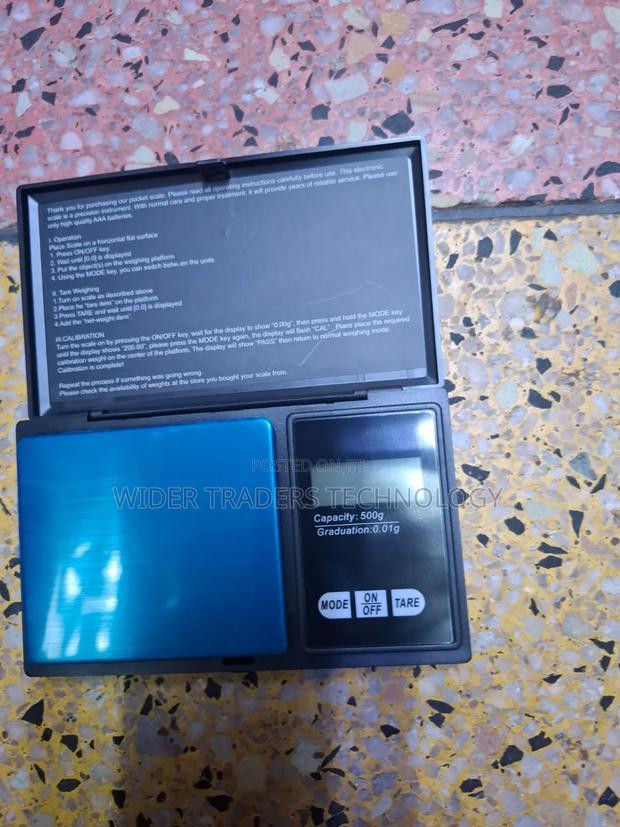 Thank you for purchasing our pocket scale. Please read all operating instructions carefully before use. This electronic
scale is a precision instrument. With normal care and proper treatment, it will provide years of reliable service. Please use
only high quality AAA batteries.
I. Operation
Place Scale on a horizontal flat surface
1. Press ON/OFF key.
2. Wait until [0.0] is displayed
3. Put the object(s) on the weighing platform
4. Using the MODE key, you can switch between the units
II. Tare Weighing
1.Turn on scale as described above
2.Place he "tare item" on the platform
3.Press TARE and wait until [0.0] is displayed
4.Add the "net-weight-item".
III.CALIBRATION
Turn the scale on by pressing the ON/OFF key, wait for the display to show "0.00g", then press and hold the MODE key
until the display shows "200.00", please press the MODE key again, the display will flash "CAL" _Place place the required
calibration weight on the center of the platform. The display will show "PASS" then return to normal weighing mode.
Calibration is complete!
Repeat the process if something was going wrong.
Please check the availability of weights at the store you bought your scale from.
POSTED ON JIJI
WIDER TRADERS TECHNOLOGY
Capacity: 500g
Graduation:0.01g
MODE ON OFF TARE